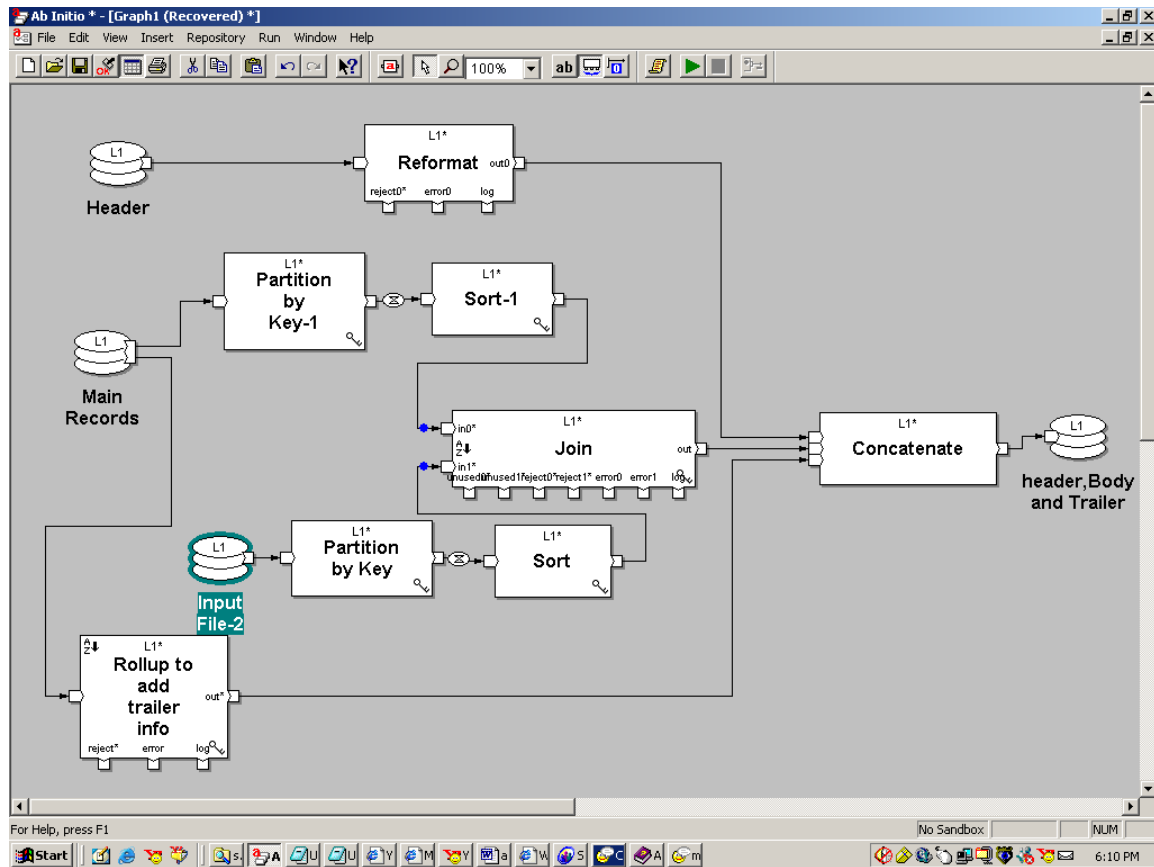 Ab Initio * - [Graph1 (Recovered) *]
File Edit View Insert Repository Run Window Help
100%
ab
L1
Header
L1*
Reformat
out0
reject0* error0 log
L1*
Partition
by
Key-1
L1*
Sort-1
L1
Main
Records
L1*
in0*
Join
out
in1*
unused0* unused1* reject0* reject1* error0 error1 log
L1*
Concatenate
L1
header,Body
and Trailer
L1
Input
File-2
L1*
Partition
by Key
L1*
Sort
L1*
Rollup to
add
trailer
info
out*
reject* error log
For Help, press F1
No Sandbox
NUM
Start
6:10 PM